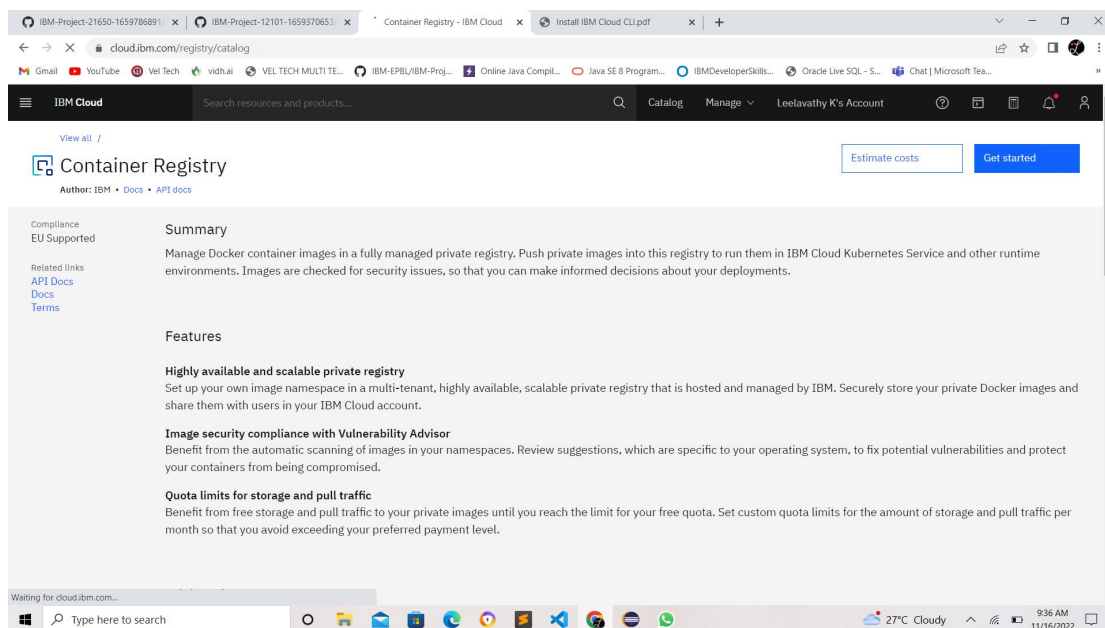 IBM-Project-21650-1659786891/
IBM-Project-12101-1659370653/
Container Registry - IBM Cloud
Install IBM Cloud CLI.pdf
cloud.ibm.com/registry/catalog
Gmail
YouTube
Vel Tech
vidh.ai
VEL TECH MULTI TE...
IBM-EPBL/IBM-Proj...
Online Java Compil...
Java SE 8 Program...
IBMDeveloperSkills...
Oracle Live SQL - S...
Chat | Microsoft Tea...
»
IBM Cloud
Search resources and products...
Catalog
Manage
Leelavathy K's Account
View all /
Container Registry
Author: IBM • Docs • API docs
Estimate costs
Get started
Compliance
EU Supported
Related links
API Docs
Docs
Terms
Summary
Manage Docker container images in a fully managed private registry. Push private images into this registry to run them in IBM Cloud Kubernetes Service and other runtime
environments. Images are checked for security issues, so that you can make informed decisions about your deployments.
Features
Highly available and scalable private registry
Set up your own image namespace in a multi-tenant, highly available, scalable private registry that is hosted and managed by IBM. Securely store your private Docker images and
share them with users in your IBM Cloud account.
Image security compliance with Vulnerability Advisor
Benefit from the automatic scanning of images in your namespaces. Review suggestions, which are specific to your operating system, to fix potential vulnerabilities and protect
your containers from being compromised.
Quota limits for storage and pull traffic
Benefit from free storage and pull traffic to your private images until you reach the limit for your free quota. Set custom quota limits for the amount of storage and pull traffic per
month so that you avoid exceeding your preferred payment level.
Waiting for cloud.ibm.com...
Type here to search
27°C Cloudy
9:36 AM
11/16/2022